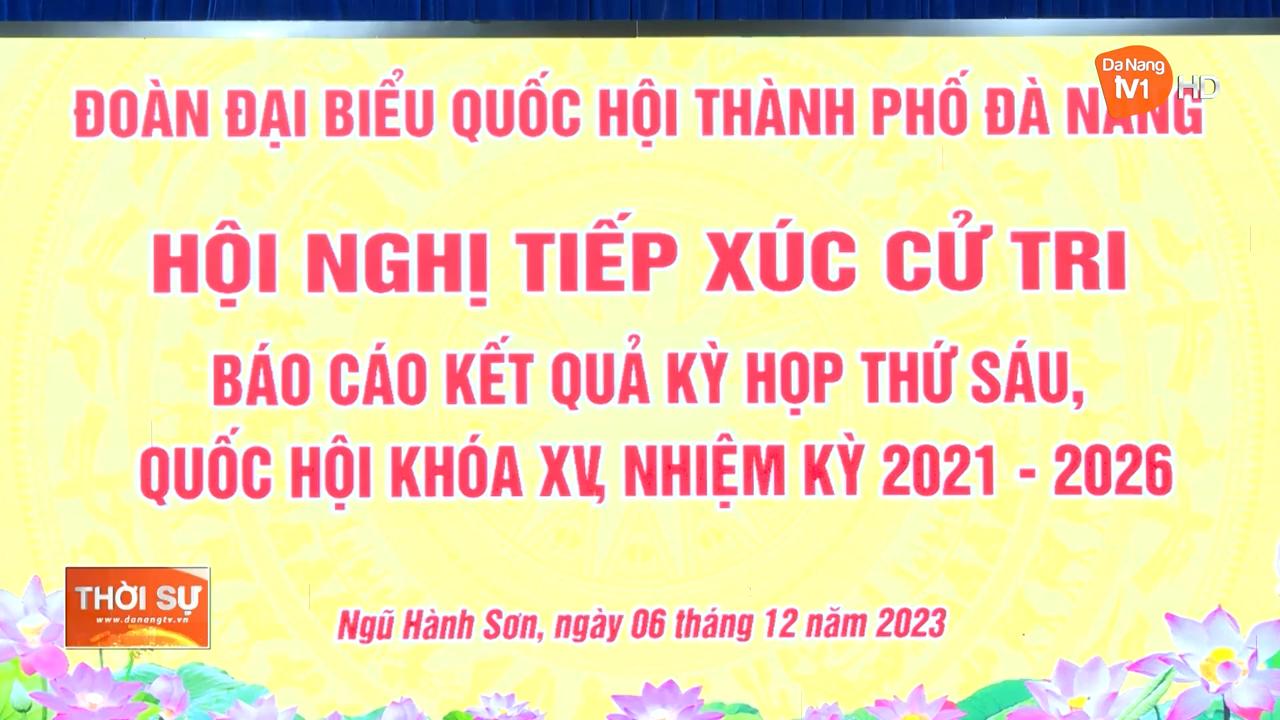 Da Nang
tv1 HD
ĐOÀN ĐẠI BIỂU QUỐC HỘI THÀNH PHỐ ĐÀ NẴNG
HỘI NGHỊ TIẾP XÚC CỬ TRI
BÁO CÁO KẾT QUẢ KỲ HỌP THỨ SÁU,
QUỐC HỘI KHÓA XV, NHIỆM KỲ 2021 - 2026
THỜI SỰ
www.danangtv.vn
Ngũ Hành Sơn, ngày 06 tháng 12 năm 2023